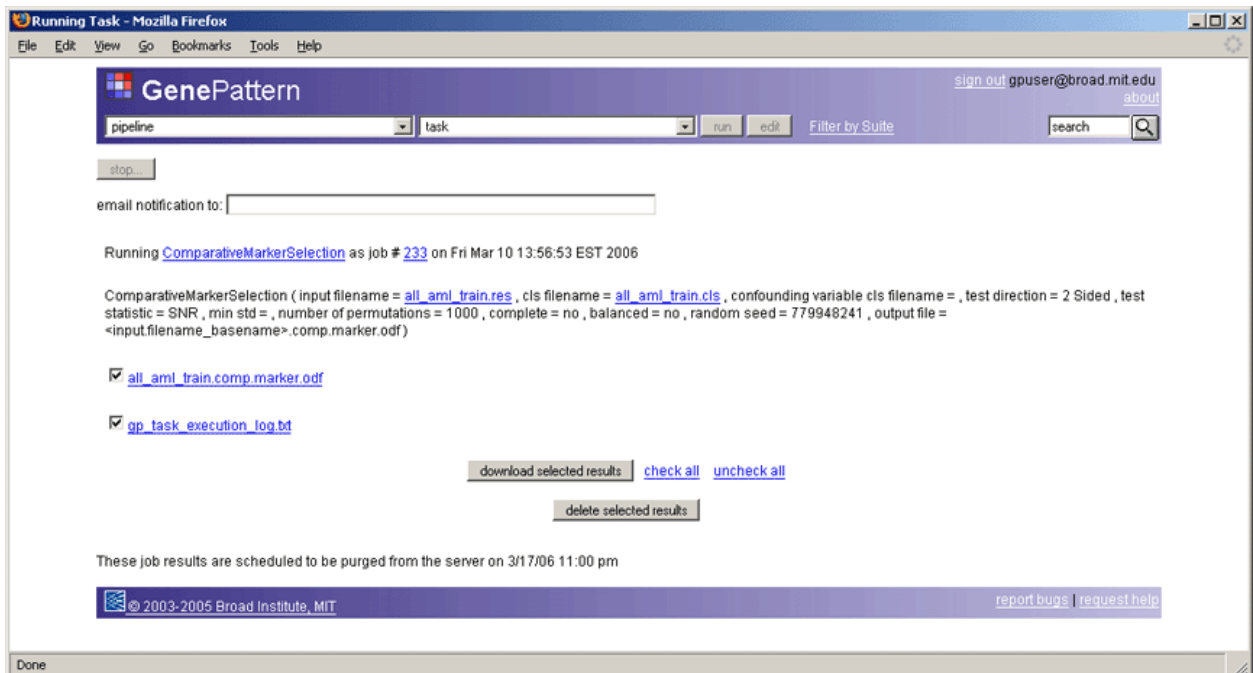 Running Task - Mozilla Firefox
File Edit View Go Bookmarks Tools Help
GenePattern
sign out gpuser@broad.mit.edu
about
pipeline task run edit Filter by Suite search
stop...
email notification to:
Running ComparativeMarkerSelection as job # 233 on Fri Mar 10 13:56:53 EST 2006
ComparativeMarkerSelection ( input filename = all_aml_train.res , cls filename = all_aml_train.cls , confounding variable cls filename = , test direction = 2 Sided , test
statistic = SNR , min std = , number of permutations = 1000 , complete = no , balanced = no , random seed = 779948241 , output file =
<input.filename_basename>.comp.marker.odf )
all_aml_train.comp.marker.odf
gp_task_execution_log.txt
download selected results check all uncheck all
delete selected results
These job results are scheduled to be purged from the server on 3/17/06 11:00 pm
© 2003-2005 Broad Institute, MIT report bugs | request help
Done